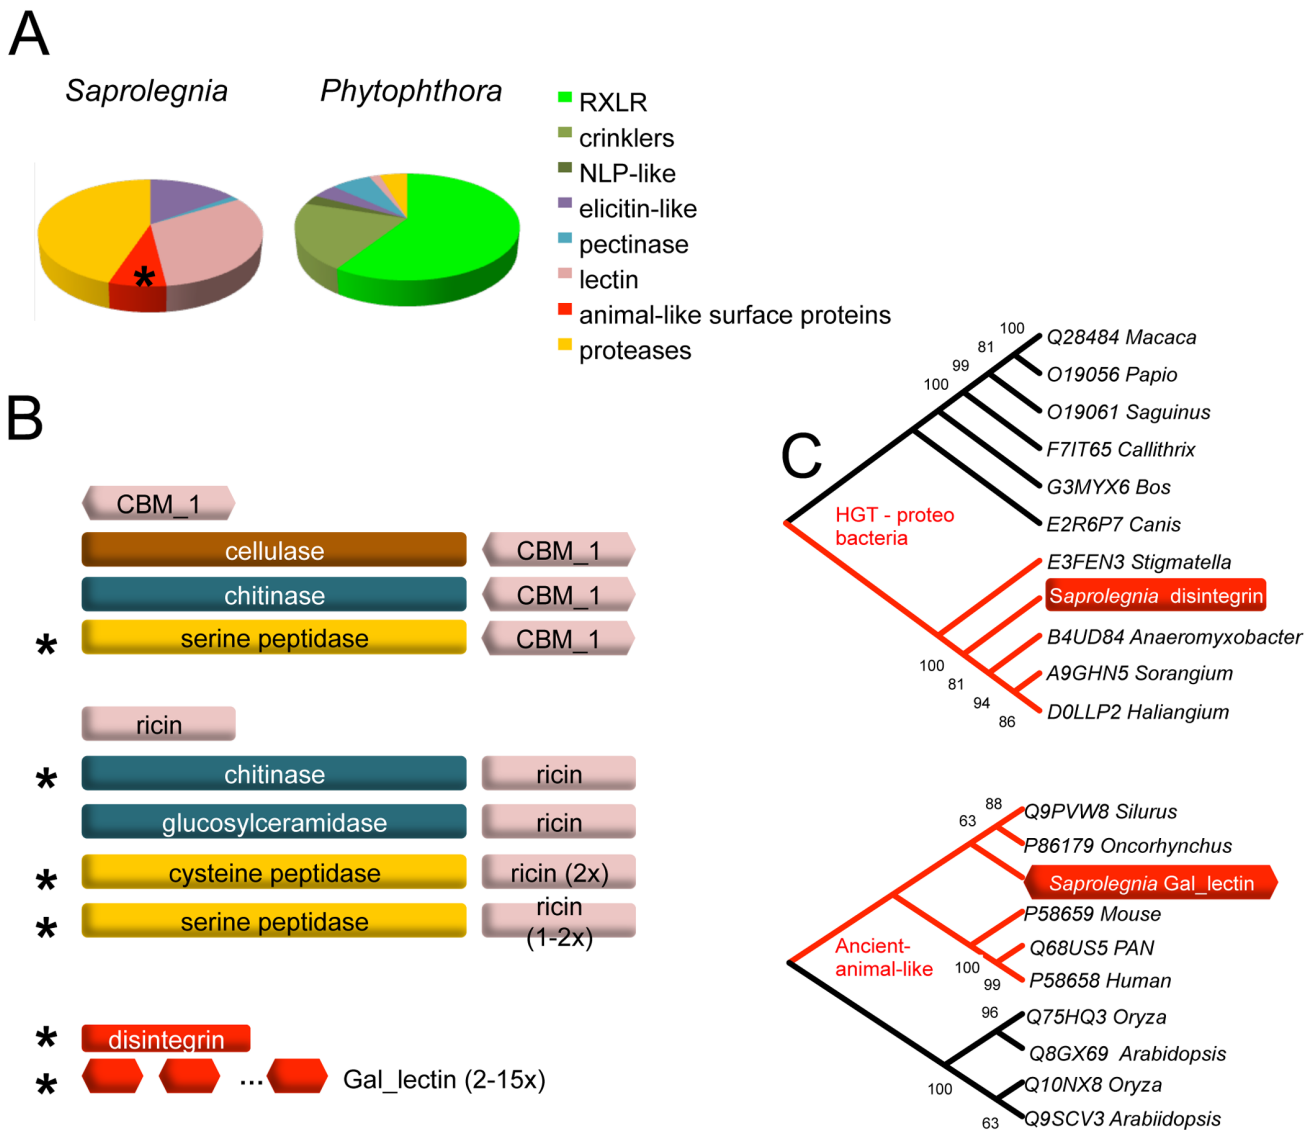 A
Saprolegnia
Phytophthora
RXLR
crinklers
NLP-like
elicitin-like
pectinase
lectin
animal-like surface proteins
proteases
*
B
CBM_1
cellulase
CBM_1
chitinase
CBM_1
*
serine peptidase
CBM_1
ricin
*
chitinase
ricin
glucosylceramidase
ricin
*
cysteine peptidase
ricin (2x)
*
serine peptidase
ricin
(1-2x)
*
disintegrin
*
...
Gal_lectin (2-15x)
C
100
81
99
100
Q28484 Macaca
O19056 Papio
O19061 Saguinus
F7IT65 Callithrix
G3MYX6 Bos
E2R6P7 Canis
HGT - proteo
bacteria
E3FEN3 Stigmatella
Saprolegnia disintegrin
B4UD84 Anaeromyxobacter
A9GHN5 Sorangium
D0LLP2 Haliangium
100
81
94
86
88
63
Q9PVW8 Silurus
P86179 Oncorhynchus
Saprolegnia Gal_lectin
P58659 Mouse
Q68US5 PAN
P58658 Human
Ancient-
animal-like
100
99
96
Q75HQ3 Oryza
Q8GX69 Arabidopsis
Q10NX8 Oryza
Q9SCV3 Arabiidopsis
100
63